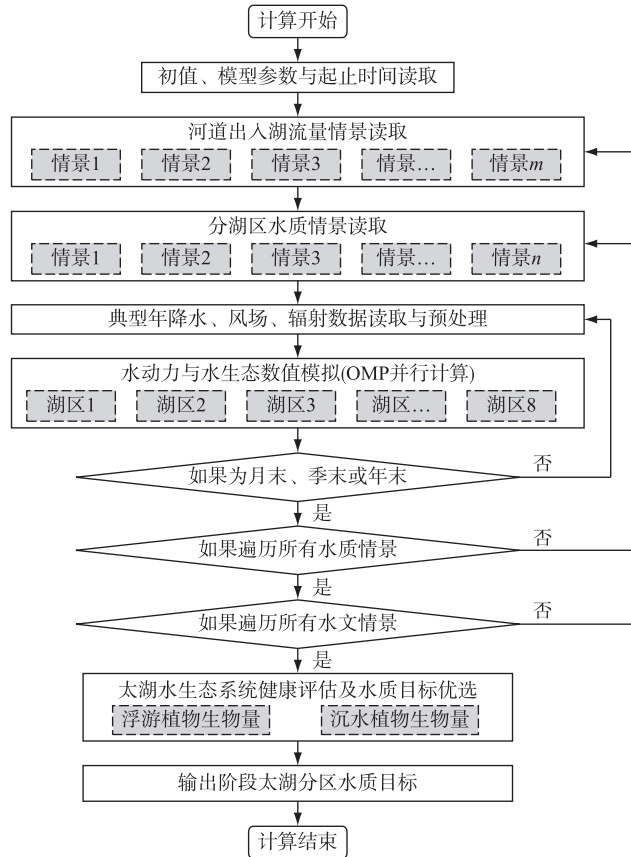 计算开始
初值、模型参数与起止时间读取
河道出入湖流量情景读取
情景1 情景2 情景3 情景… 情景m
分湖区水质情景读取
情景1 情景2 情景3 情景… 情景n
典型年降水、风场、辐射数据读取与预处理
水动力与水生态数值模拟(OMP并行计算)
湖区1 湖区2 湖区3 湖区… 湖区8
如果为月末、季末或年末
否
是
如果遍历所有水质情景
否
是
如果遍历所有水文情景
否
是
太湖水生态系统健康评估及水质目标优选
浮游植物生物量 沉水植物生物量
输出阶段太湖分区水质目标
计算结束